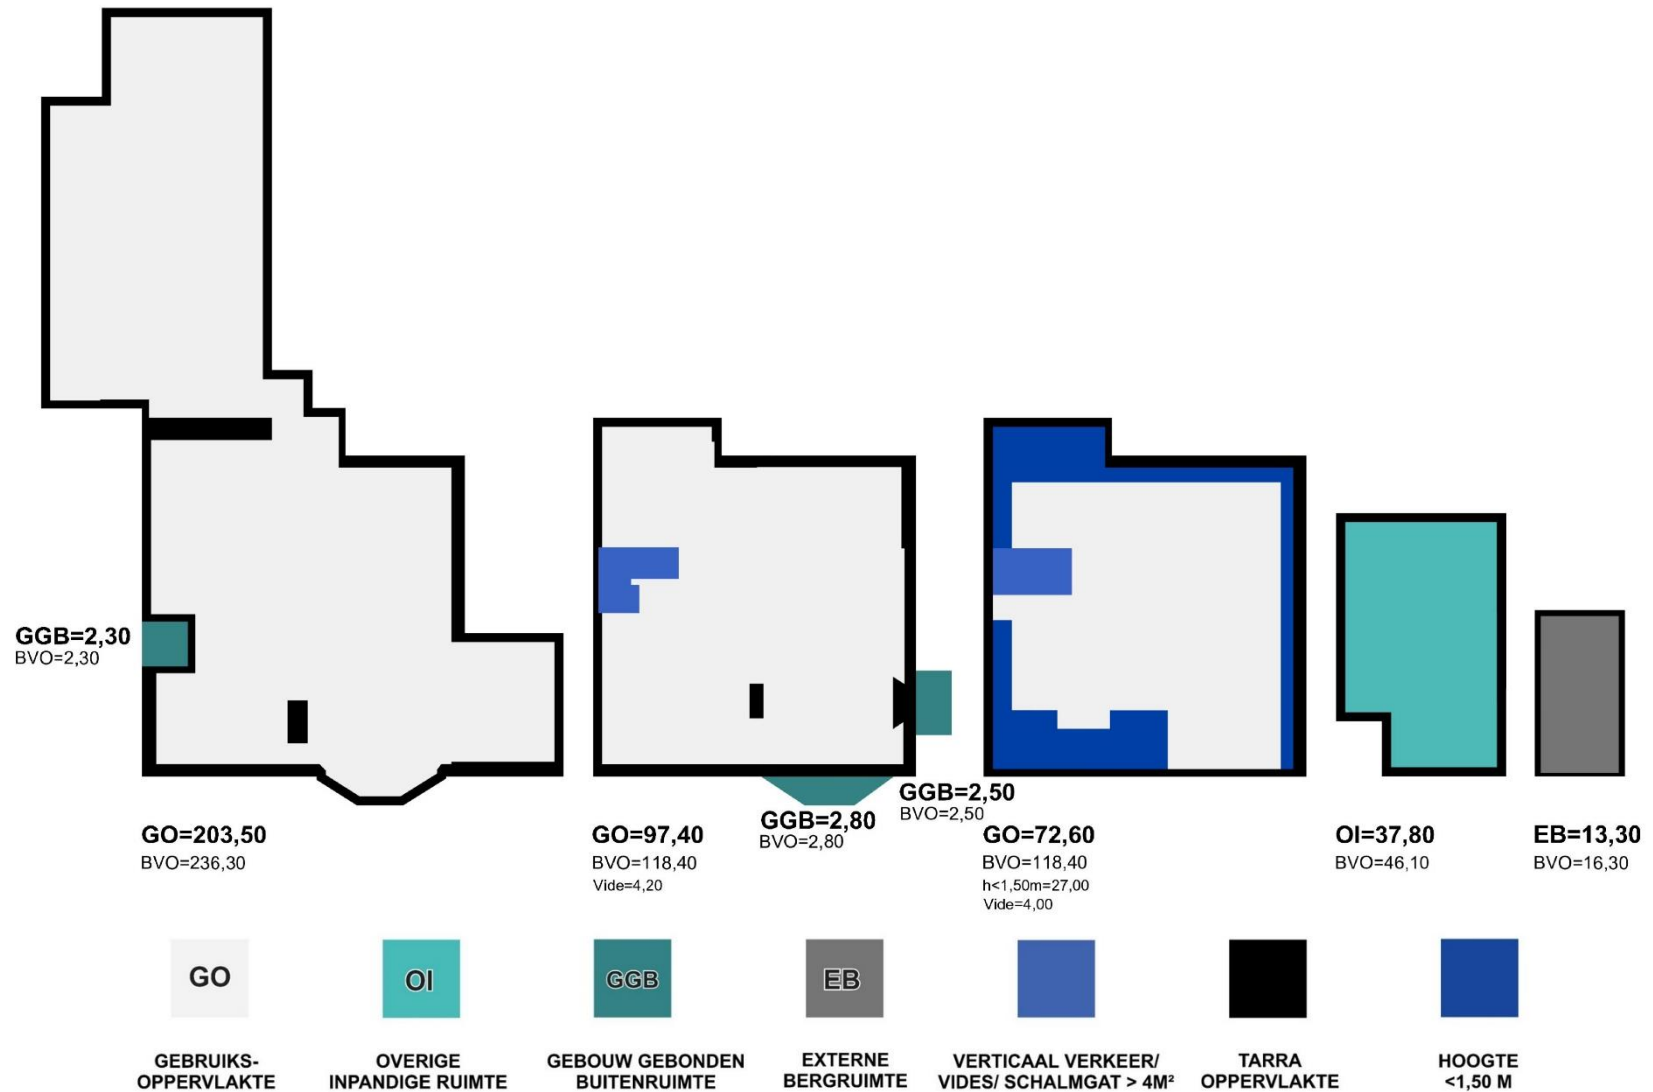 GGB=2,30
BVO=2,30
GO=203,50
BVO=236,30
GO=97,40
BVO=118,40
Vide=4,20
GGB=2,80
BVO=2,80
GGB=2,50
BVO=2,50
GO=72,60
BVO=118,40
h<1,50m=27,00
Vide=4,00
OI=37,80
BVO=46,10
EB=13,30
BVO=16,30
GO
OI
GGB
EB
GEBRUIKS-
OPPERVLAKTE
OVERIGE
INPANDIGE RUIMTE
GEBOUW GEBONDEN
BUITENRUIMTE
EXTERNE
BERGRUIMTE
VERTICAAL VERKEER/
VIDES/ SCHALMGAT > 4M²
TARRA
OPPERVLAKTE
HOOGTE
<1,50 M